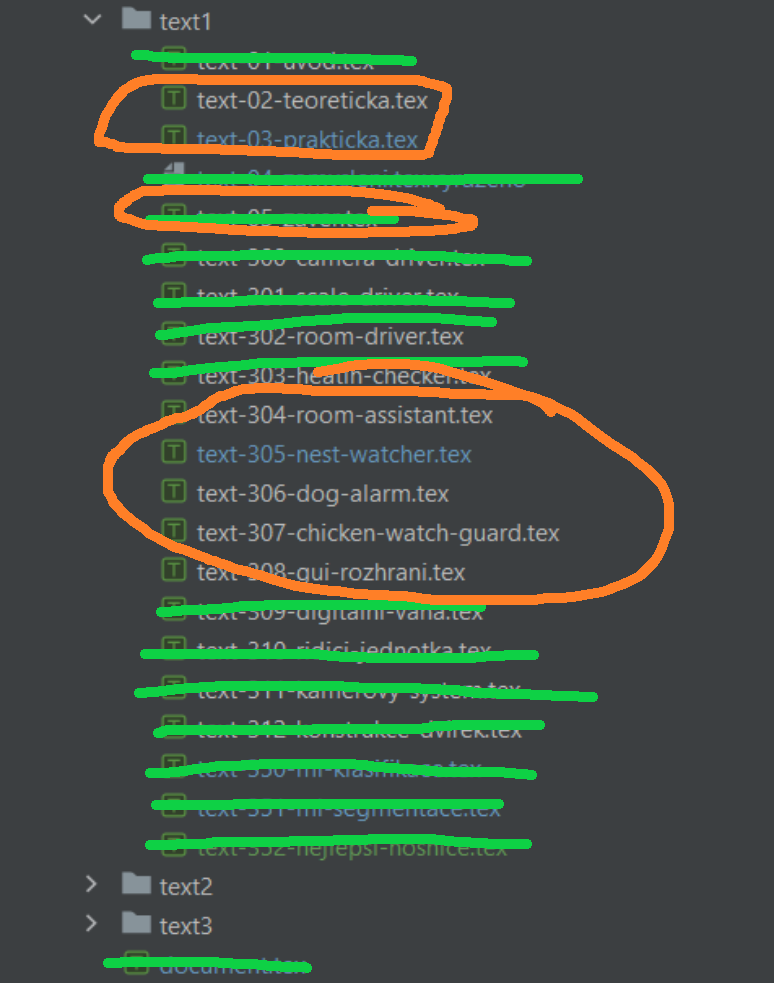 text1
text-01-uvod.tex
text-02-teoreticka.tex
text-03-prakticka.tex
text-05-zaver.tex
text-300-camera-driver.tex
text-301-scale-driver.tex
text-302-room-driver.tex
text-303-heatin-checker.tex
text-304-room-assistant.tex
text-305-nest-watcher.tex
text-306-dog-alarm.tex
text-307-chicken-watch-guard.tex
text-308-gui-rozhrani.tex
text-309-digitalni-vaha.tex
text-310-ridici-jednotka.tex
text-311-kamerovy-system.tex
text-312-konstrukce-dvirek.tex
text-350-ml-klasifikace.tex
text-351-ml-segmentace.tex
text-352-nejlepsi-nosnice.tex
text2
text3
document.tex